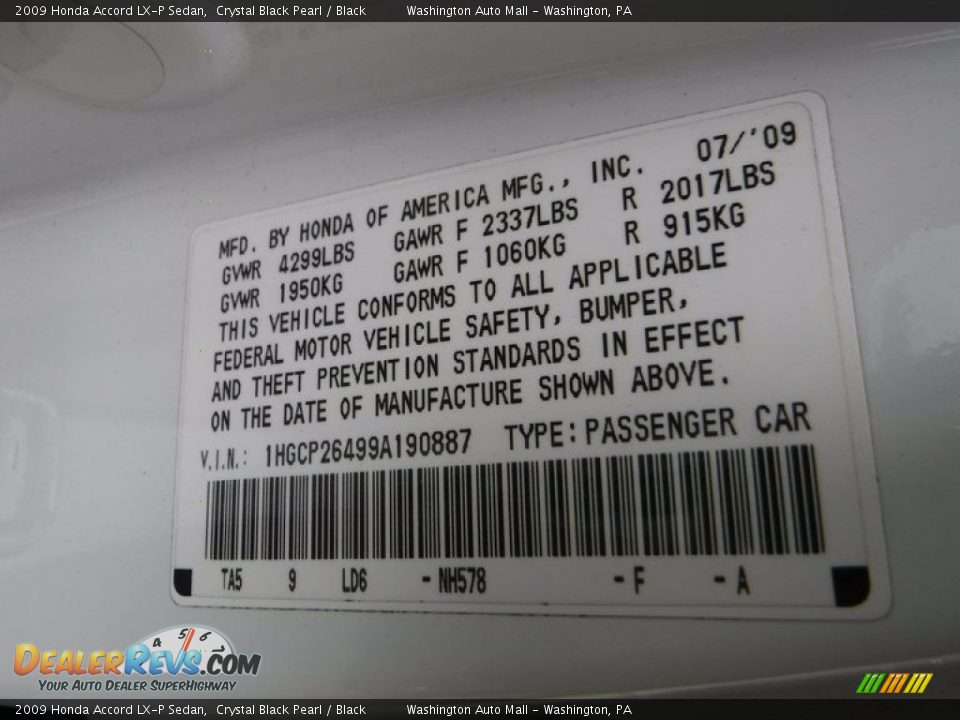 2009 Honda Accord LX-P Sedan, Crystal Black Pearl / Black Washington Auto Mall - Washington, PA
MFD. BY HONDA OF AMERICA MFG., INC. 07/'09
GVWR 4299LBS GAWR F 2337LBS R 2017LBS
GVWR 1950KG GAWR F 1060KG R 915KG
THIS VEHICLE CONFORMS TO ALL APPLICABLE
FEDERAL MOTOR VEHICLE SAFETY, BUMPER,
AND THEFT PREVENTION STANDARDS IN EFFECT
ON THE DATE OF MANUFACTURE SHOWN ABOVE.
V.I.N.: 1HGCP26499A190887 TYPE: PASSENGER CAR
TA5 9 LD6 -NH578 -F -A
4 5 6
DEALERREVS.COM
YOUR AUTO DEALER SUPERHIGHWAY
2009 Honda Accord LX-P Sedan, Crystal Black Pearl / Black Washington Auto Mall - Washington, PA